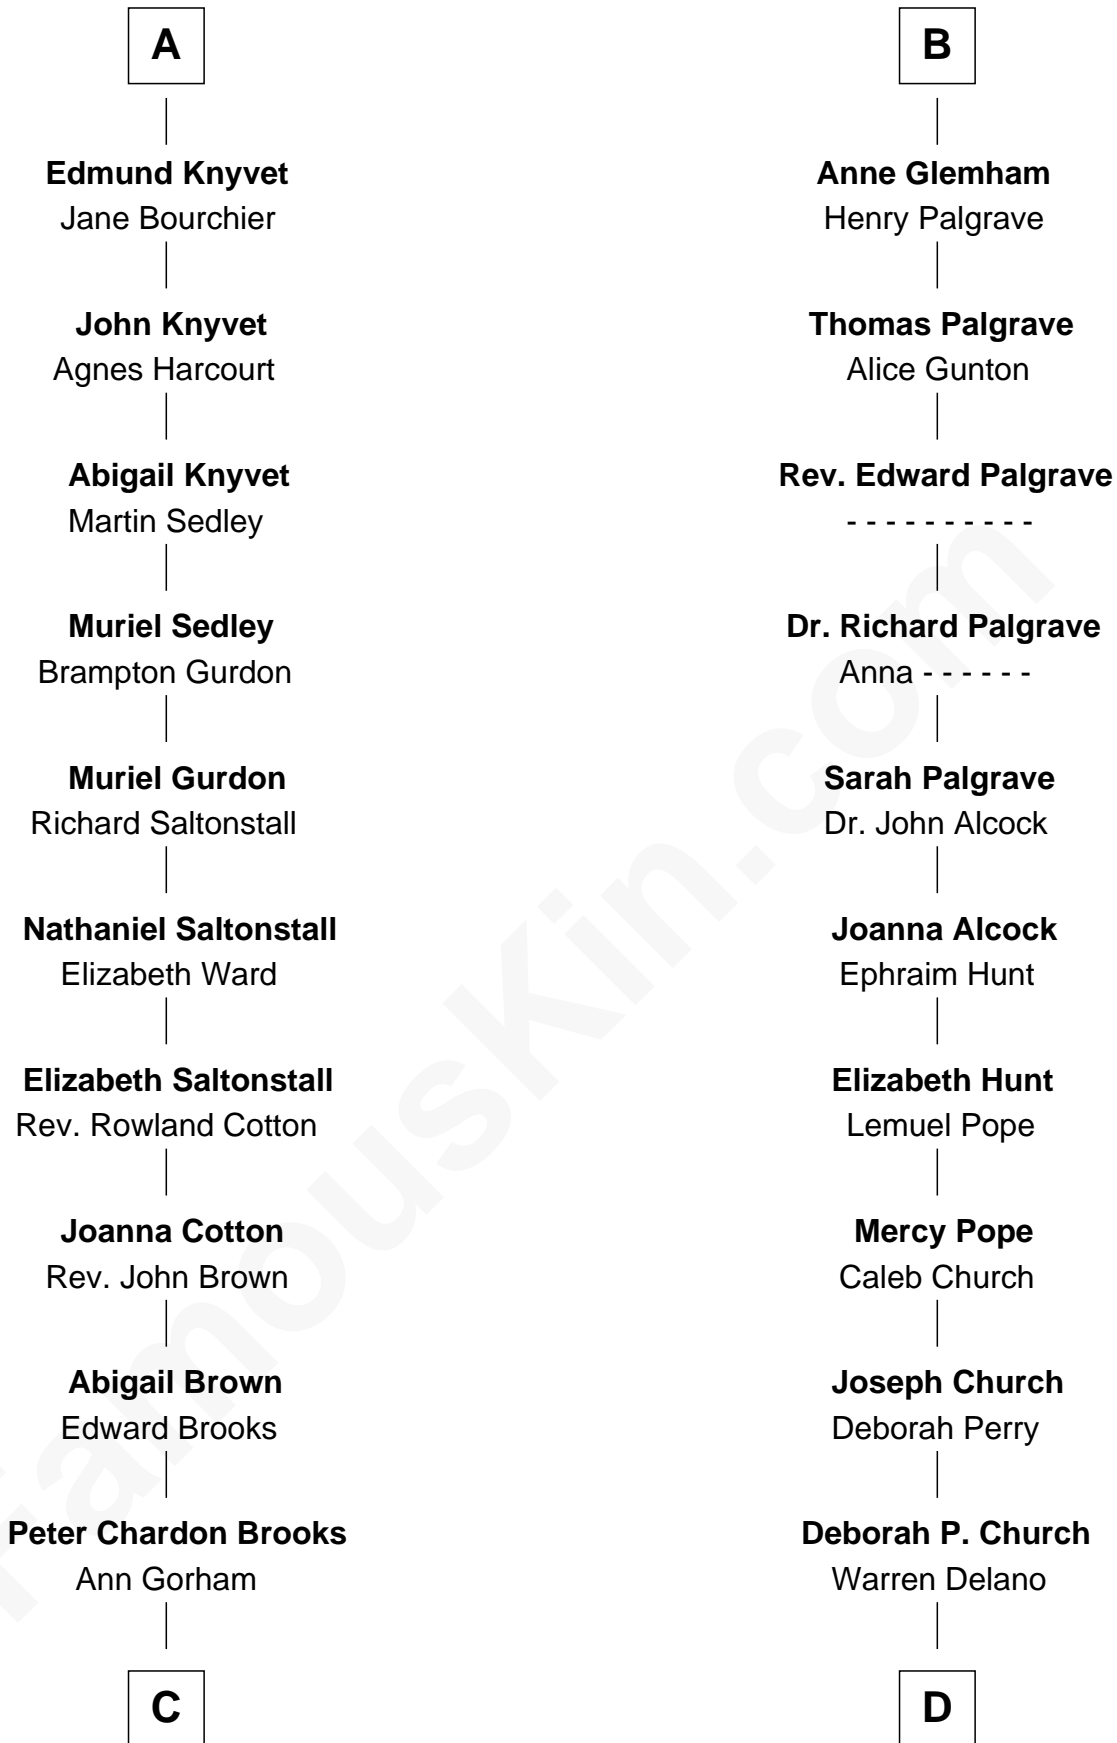 A
Edmund Knyvet
Jane Bourchier
John Knyvet
Agnes Harcourt
Abigail Knyvet
Martin Sedley
Muriel Sedley
Brampton Gurdon
Muriel Gurdon
Richard Saltonstall
Nathaniel Saltonstall
Elizabeth Ward
Elizabeth Saltonstall
Rev. Rowland Cotton
Joanna Cotton
Rev. John Brown
Abigail Brown
Edward Brooks
Peter Chardon Brooks
Ann Gorham
C
B
Anne Glemham
Henry Palgrave
Thomas Palgrave
Alice Gunton
Rev. Edward Palgrave
- - - - - - - - - -
Dr. Richard Palgrave
Anna - - - - - -
Sarah Palgrave
Dr. John Alcock
Joanna Alcock
Ephraim Hunt
Elizabeth Hunt
Lemuel Pope
Mercy Pope
Caleb Church
Joseph Church
Deborah Perry
Deborah P. Church
Warren Delano
D
FamousKin.com